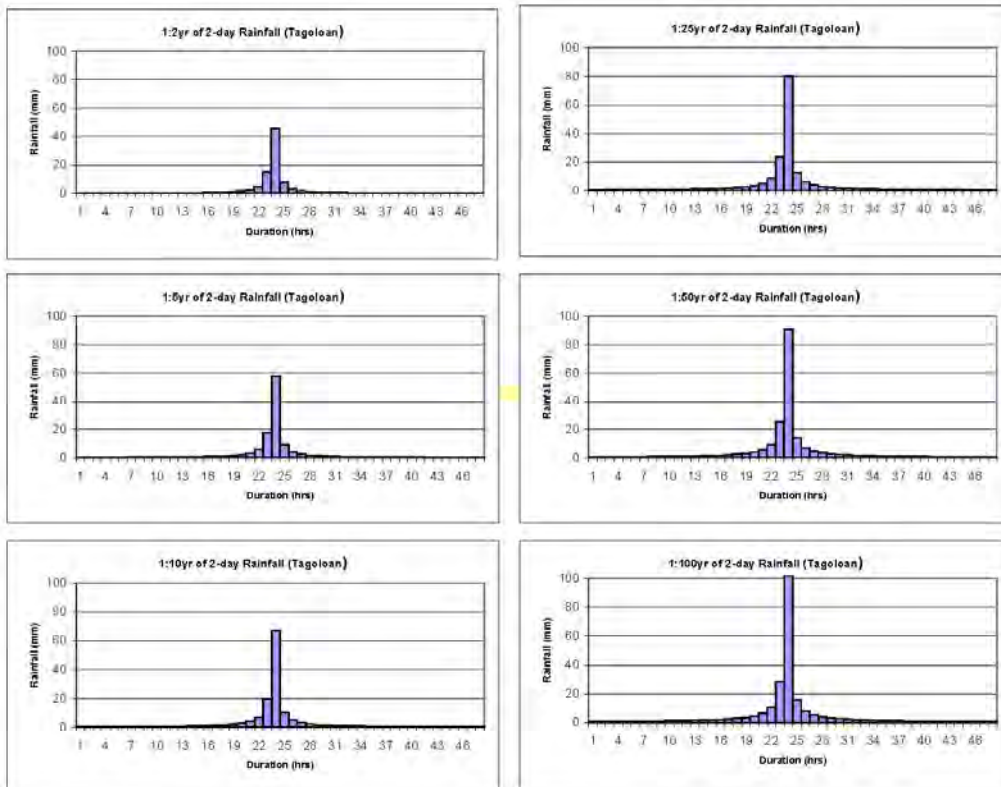 1:2yr of 2-day Rainfall (Tagoloan)
Rainfall (mm)
100
80
60
40
20
0
1 4 7 10 13 16 19 22 25 28 31 34 37 40 43 46
Duration (hrs)
1:25yr of 2-day Rainfall (Tagoloan)
Rainfall (mm)
100
80
60
40
20
0
1 4 7 10 13 16 19 22 25 28 31 34 37 40 43 46
Duration (hrs)
1:5yr of 2-day Rainfall (Tagoloan)
Rainfall (mm)
100
80
60
40
20
0
1 4 7 10 13 16 19 22 25 28 31 34 37 40 43 46
Duration (hrs)
1:50yr of 2-day Rainfall (Tagoloan)
Rainfall (mm)
100
80
60
40
20
0
1 4 7 10 13 16 19 22 25 28 31 34 37 40 43 46
Duration (hrs)
1:10yr of 2-day Rainfall (Tagoloan)
Rainfall (mm)
100
80
60
40
20
0
1 4 7 10 13 16 19 22 25 28 31 34 37 40 43 46
Duration (hrs)
1:100yr of 2-day Rainfall (Tagoloan)
Rainfall (mm)
100
80
60
40
20
0
1 4 7 10 13 16 19 22 25 28 31 34 37 40 43 46
Duration (hrs)